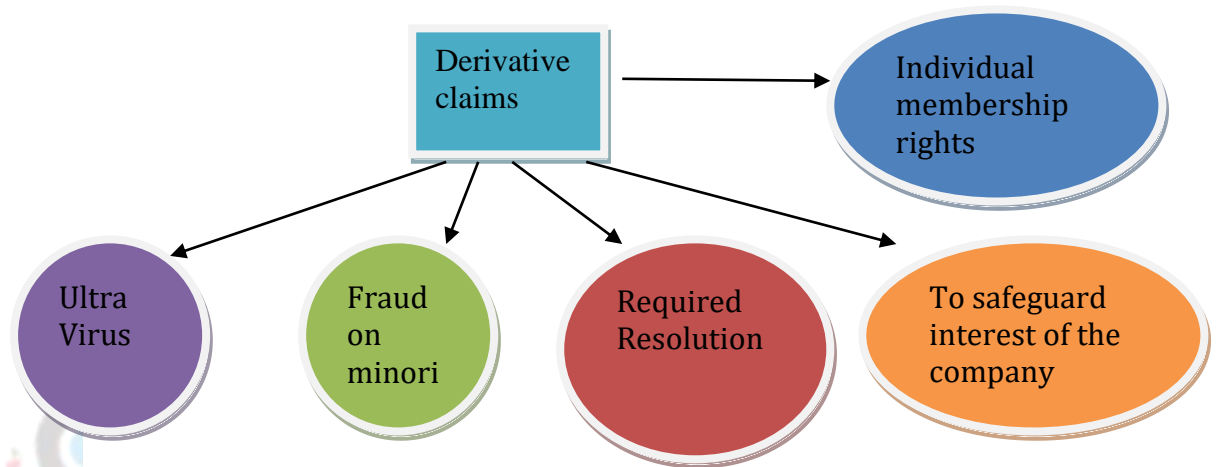 Derivative
claims
Individual
membership
rights
Ultra
Virus
Fraud
on
minori
Required
Resolution
To safeguard
interest of the
company